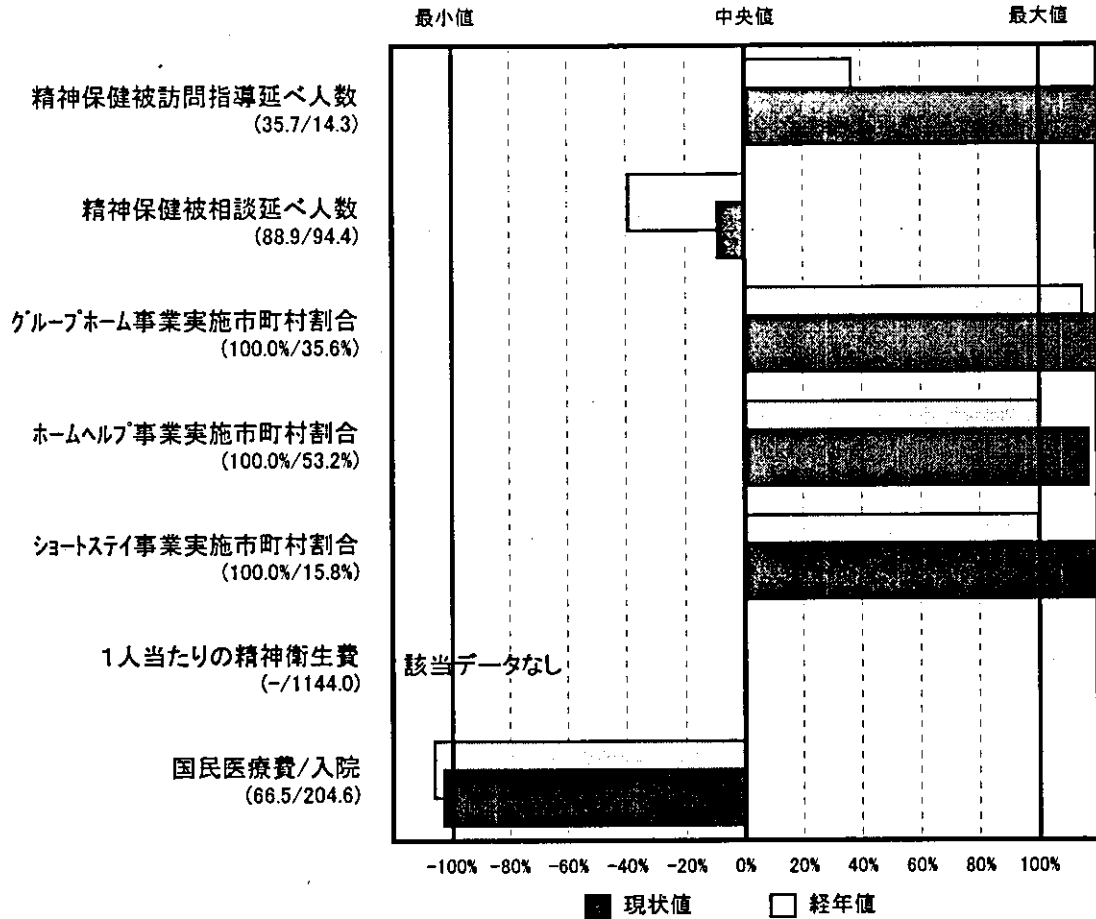 最小値 中央値 最大値
精神保健被訪問指導延べ人数
(35.7/14.3)
精神保健被相談延べ人数
(88.9/94.4)
グループホーム事業実施市町村割合
(100.0%/35.6%)
ホームヘルプ事業実施市町村割合
(100.0%/53.2%)
ショートステイ事業実施市町村割合
(100.0%/15.8%)
1人当たりの精神衛生費
(-/1144.0)
該当データなし
国民医療費/入院
(66.5/204.6)
-100% -80% -60% -40% -20% 0% 20% 40% 60% 80% 100%
現状値 経年値